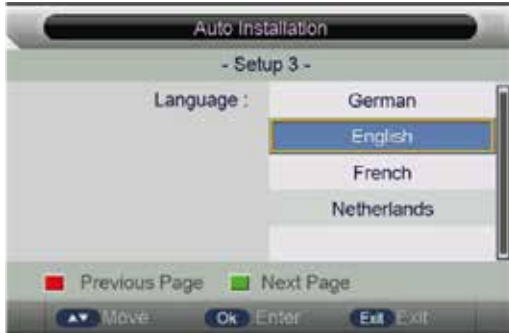 Auto Installation
- Setup 3 -
Language : German
English
French
Netherlands
Previous Page Next Page
Move Ok Enter Exit Exit